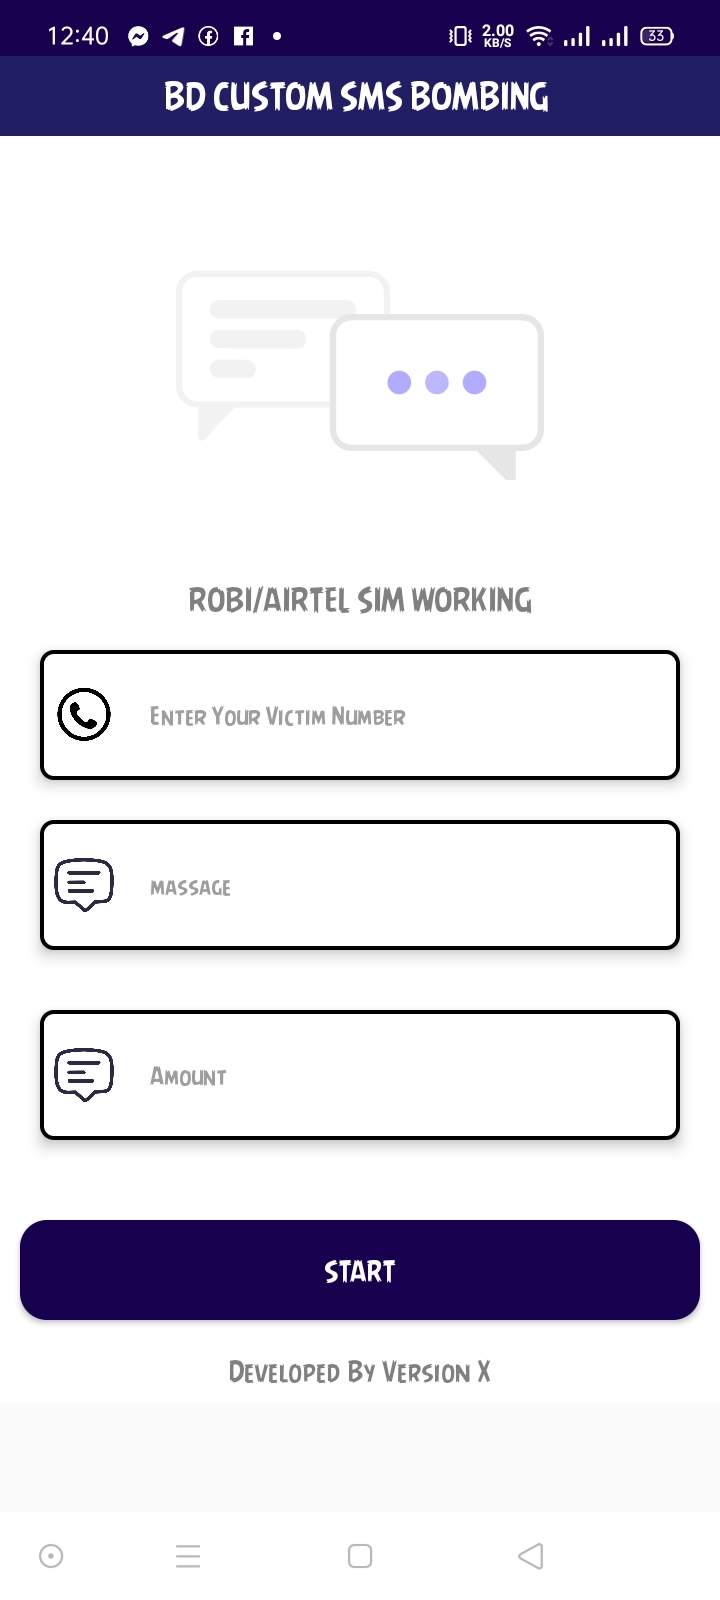 12:40 2.00 KB/S 33
BD CUSTOM SMS BOMBING
ROBI/AIRTEL SIM WORKING
ENTER YOUR VICTIM NUMBER
MASSAGE
AMOUNT
START
DEVELOPED BY VERSION X